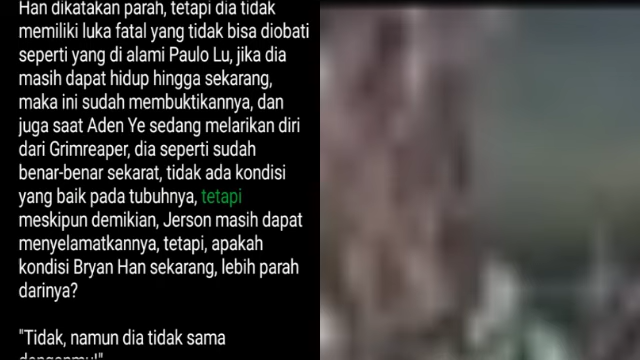 Han dikatakan parah, tetapi dia tidak
memiliki luka fatal yang tidak bisa diobati
seperti yang di alami Paulo Lu, jika dia
masih dapat hidup hingga sekarang,
maka ini sudah membuktikannya, dan
juga saat Aden Ye sedang melarikan diri
dari Grimreaper, dia seperti sudah
benar-benar sekarat, tidak ada kondisi
yang baik pada tubuhnya, tetapi
meskipun demikian, Jerson masih dapat
menyelamatkannya, tetapi, apakah
kondisi Bryan Han sekarang, lebih parah
darinya?
"Tidak, namun dia tidak sama
denganmu!"